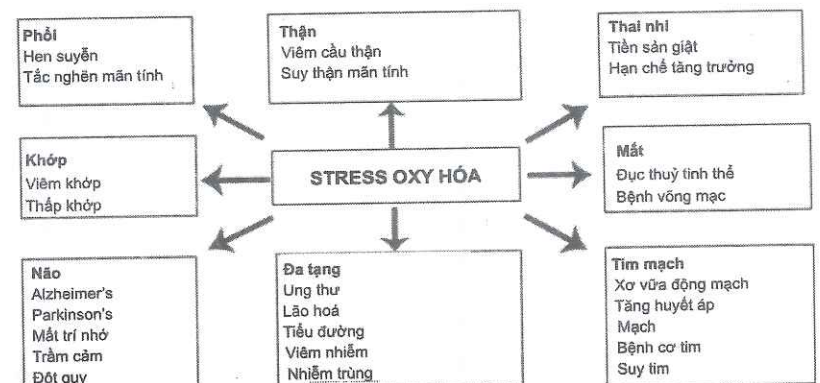 Phổi
Hen suyễn
Tắc nghẽn mãn tính
Thận
Viêm cầu thận
Suy thận mãn tính
Thai nhi
Tiền sản giật
Hạn chế tăng trưởng
Khớp
Viêm khớp
Thấp khớp
STRESS OXY HÓA
Mắt
Đục thuỷ tinh thể
Bệnh võng mạc
Não
Alzheimer's
Parkinson's
Mất trí nhớ
Trầm cảm
Đột quy
Đa tạng
Ung thư
Lão hoá
Tiểu đường
Viêm nhiễm
Nhiễm trùng
Tim mạch
Xơ vữa động mạch
Tăng huyết áp
Mạch
Bệnh cơ tim
Suy tim